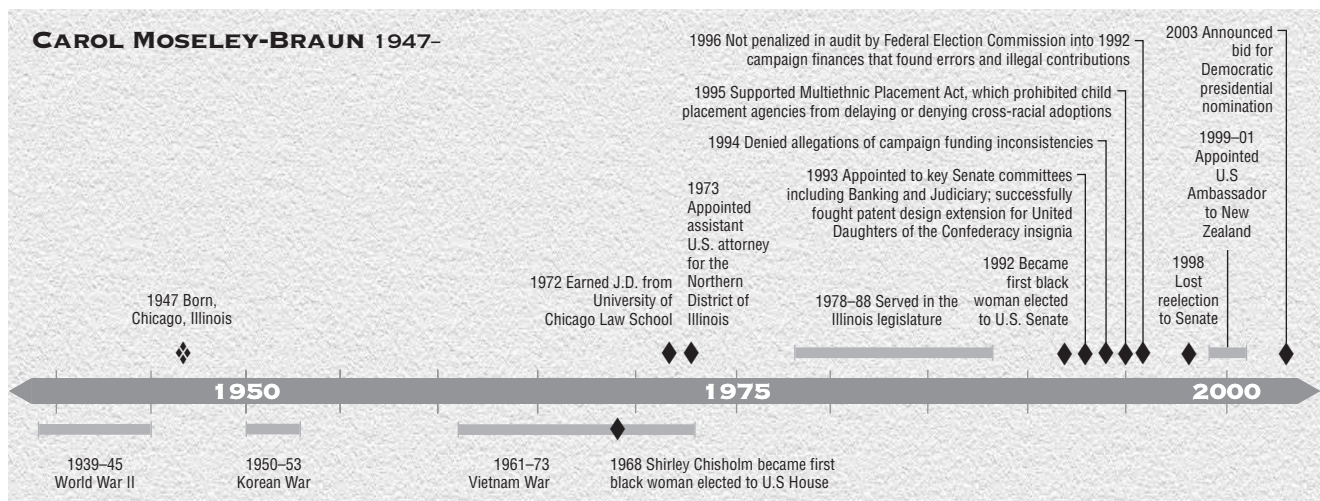 CAROL MOSELEY-BRAUN 1947–
1996 Not penalized in audit by Federal Election Commission into 1992
campaign finances that found errors and illegal contributions
1995 Supported Multiethnic Placement Act, which prohibited child
placement agencies from delaying or denying cross-racial adoptions
1994 Denied allegations of campaign funding inconsistencies
1993 Appointed to key Senate committees
including Banking and Judiciary; successfully
fought patent design extension for United
Daughters of the Confederacy insignia
2003 Announced
bid for
Democratic
presidential
nomination
1999–01
Appointed
U.S
Ambassador
to New
Zealand
1947 Born,
Chicago, Illinois
1972 Earned J.D. from
University of
Chicago Law School
1973
Appointed
assistant
U.S. attorney
for the
Northern
District of
Illinois
1978–88 Served in the
Illinois legislature
1992 Became
first black
woman elected
to U.S. Senate
1998
Lost
reelection
to Senate
1950
1975
2000
1939–45
World War II
1950–53
Korean War
1961–73
Vietnam War
1968 Shirley Chisholm became first
black woman elected to U.S House